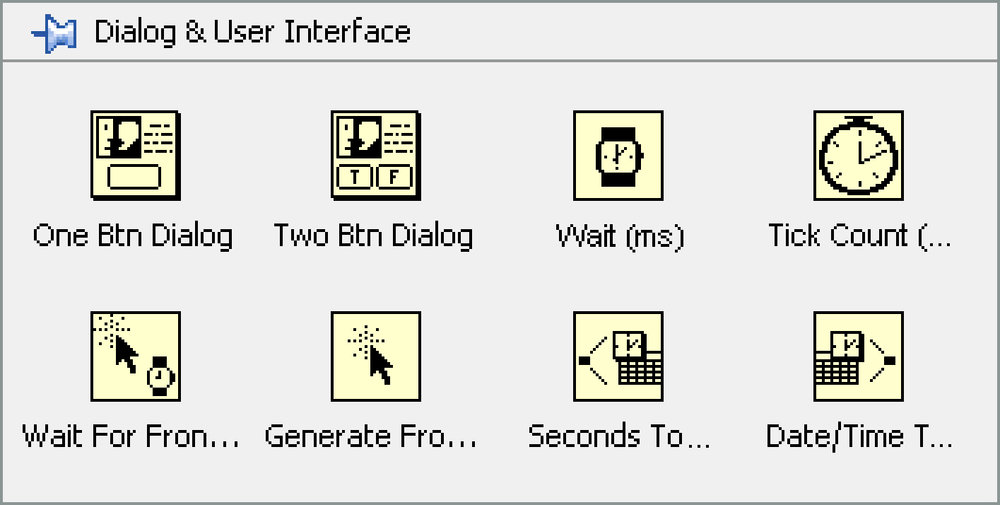 Dialog & User Interface
T F
One Btn Dialog Two Btn Dialog Wait (ms) Tick Count (...
Wait For Fron... Generate Fro... Seconds To... Date/Time T...